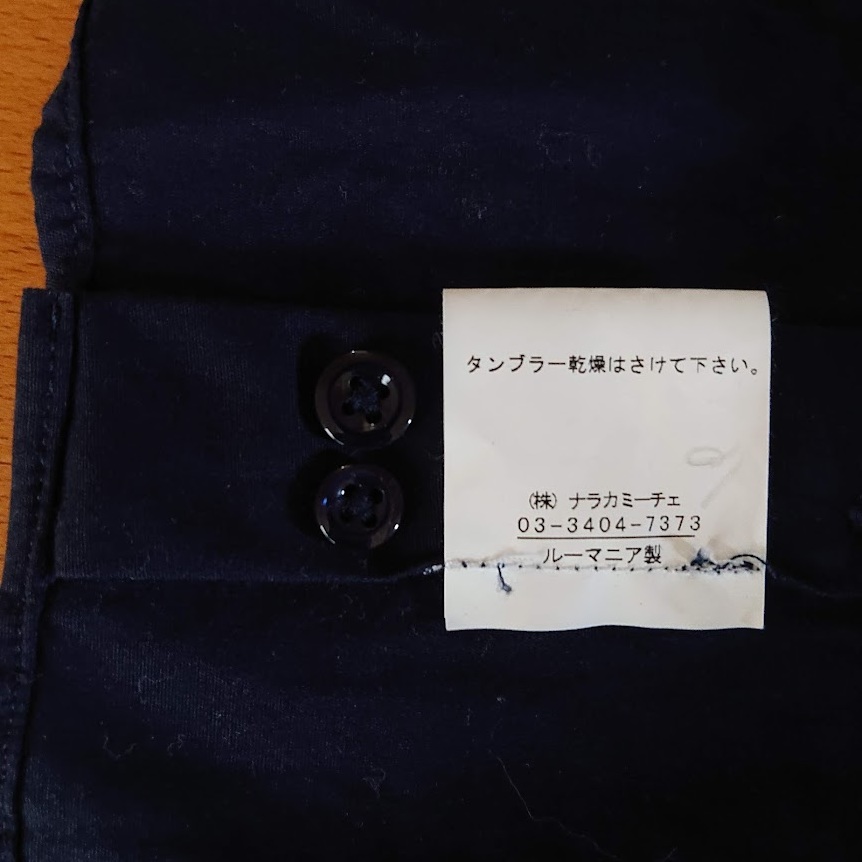 タンブラー乾燥はさけて下さい。
(株) ナラカミーチェ
03-3404-7373
ルーマニア製